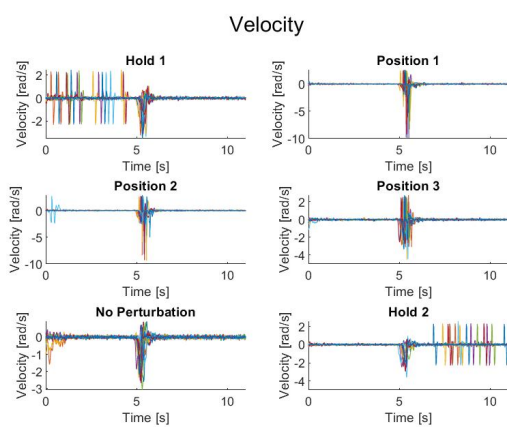 Velocity
Hold 1
Velocity [rad/s]
2
0
-2
0
5
10
Time [s]
Position 1
Velocity [rad/s]
0
-5
-10
0
5
10
Time [s]
Position 2
Velocity [rad/s]
0
-5
-10
0
5
10
Time [s]
Position 3
Velocity [rad/s]
2
0
-2
-4
0
5
10
Time [s]
No Perturbation
Velocity [rad/s]
0
-1
-2
-3
0
5
10
Time [s]
Hold 2
Velocity [rad/s]
2
0
-2
-4
0
5
10
Time [s]